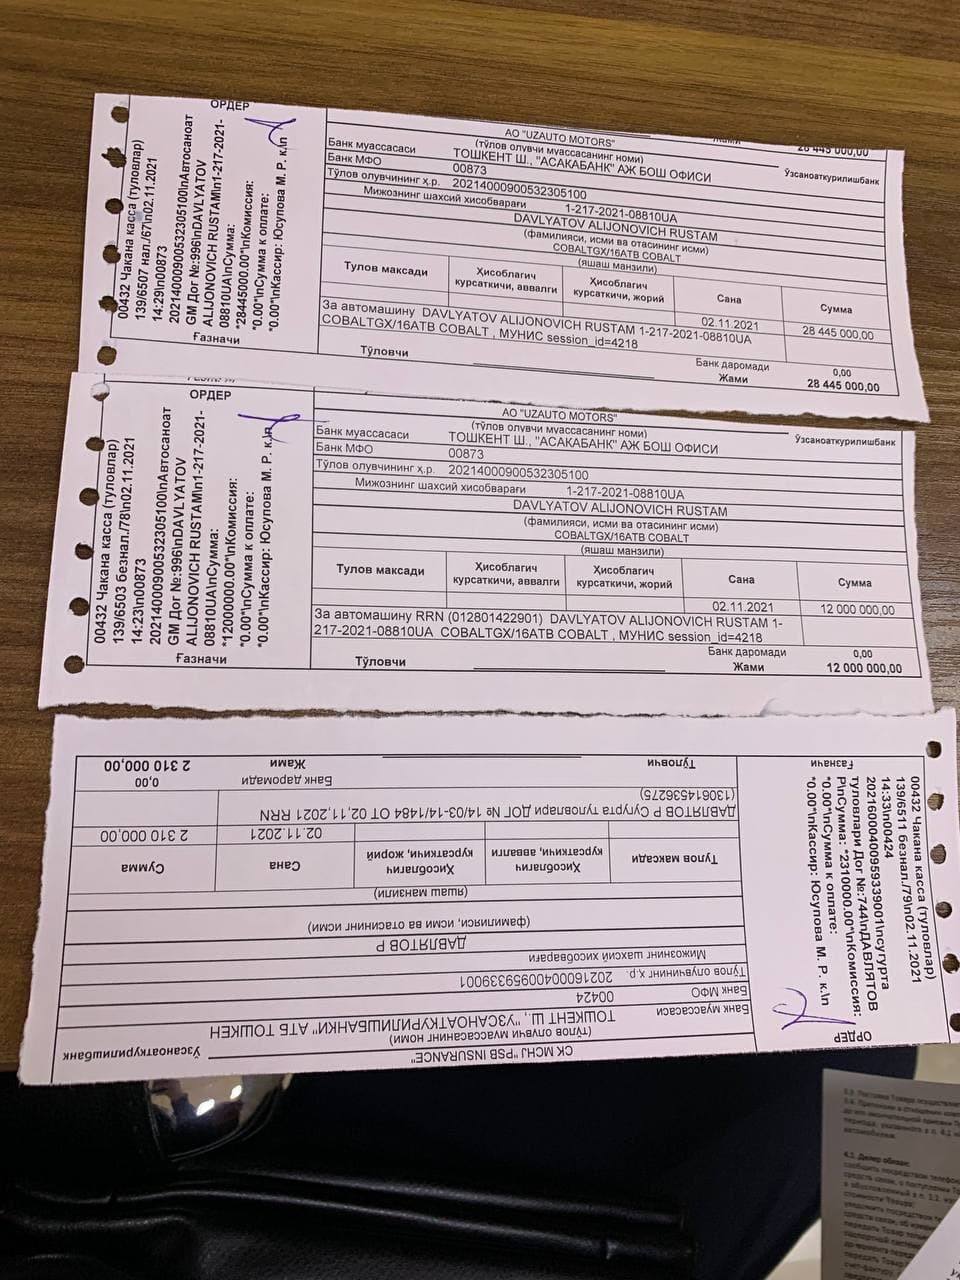 ОРДЕР
00432 Чакана касса (туловлар)
139/6507 нал./67\n02.11.2021
14:29\n00873
20214000900532305100\nАвтосаноат
GM Дог №:996\nDAVLYATOV
ALIJONOVICH RUSTAM\n1-217-2021-
08810UA\nСумма:
*28445000.00*\nКомиссия:
*0.00*\nСумма к оплате:
*0.00*\nКассир: Юсупова М. Р. к.\n
Ғазначи
28 445 000,00
АО "UZAUTO MOTORS"
(тўлов олувчи муассасанинг номи)
Ўзсаноаткурилишбанк
Банк муассасаси ТОШКЕНТ Ш., "АСАКАБАНК" АЖ БОШ ОФИСИ
Банк МФО 00873
Тўлов олувчининг ҳ.р. 20214000900532305100
Мижознинг шахсий хисобварағи 1-217-2021-08810UA
DAVLYATOV ALIJONOVICH RUSTAM
(фамилияси, исми ва отасининг исми)
COBALTGX/16ATB COBALT
(яшаш манзили)
Тулов максади Ҳисоблагич курсаткичи, аввалги Ҳисоблагич курсаткичи, жорий Сана Сумма
02.11.2021 28 445 000,00
За автомашину DAVLYATOV ALIJONOVICH RUSTAM 1-217-2021-08810UA
COBALTGX/16ATB COBALT , МУНИС session_id=4218
Банк даромади 0,00
Тўловчи Жами 28 445 000,00
ОРДЕР
00432 Чакана касса (туловлар)
139/6503 безнал./78\n02.11.2021
14:23\n00873
20214000900532305100\nАвтосаноат
GM Дог №:996\nDAVLYATOV
ALIJONOVICH RUSTAM\n1-217-2021-
08810UA\nСумма:
*12000000.00*\nКомиссия:
*0.00*\nСумма к оплате:
*0.00*\nКассир: Юсупова М. Р. к.\n
Ғазначи
АО "UZAUTO MOTORS"
(тўлов олувчи муассасанинг номи)
Ўзсаноаткурилишбанк
Банк муассасаси ТОШКЕНТ Ш., "АСАКАБАНК" АЖ БОШ ОФИСИ
Банк МФО 00873
Тўлов олувчининг ҳ.р. 20214000900532305100
Мижознинг шахсий хисобварағи 1-217-2021-08810UA
DAVLYATOV ALIJONOVICH RUSTAM
(фамилияси, исми ва отасининг исми)
COBALTGX/16ATB COBALT
(яшаш манзили)
Тулов максади Ҳисоблагич курсаткичи, аввалги Ҳисоблагич курсаткичи, жорий Сана Сумма
02.11.2021 12 000 000,00
За автомашину RRN (012801422901) DAVLYATOV ALIJONOVICH RUSTAM 1-
217-2021-08810UA COBALTGX/16ATB COBALT , МУНИС session_id=4218
Банк даромади 0,00
Тўловчи Жами 12 000 000,00
ОРДЕР
00432 Чакана касса (туловлар)
139/6511 безнал./79\n02.11.2021
14:33\n00424
20216000400959339001\nсугурта
туловлари Дог №:744\nДАВЛЯТОВ
Р\nСумма: *2310000.00*\nКомиссия:
*0.00*\nСумма к оплате:
*0.00*\nКассир: Юсупова М. Р. к.\n
Ғазначи
СК МСНJ "PSB INSURANCE"
(тўлов олувчи муассасанинг номи)
Ўзсаноаткурилишбанк
Банк муассасаси ТОШКЕНТ Ш., "УЗСАНОАТКУРИЛИШБАНКИ" АТБ ТОШКЕН
Банк МФО 00424
Тўлов олувчининг ҳ.р. 20216000400959339001
Мижознинг шахсий хисобварағи
ДАВЛЯТОВ Р
(фамилияси, исми ва отасининг исми)
(яшаш манзили)
Тулов максади Ҳисоблагич курсаткичи, аввалги Ҳисоблагич курсаткичи, жорий Сана Сумма
02.11.2021 2 310 000,00
ДАВЛЯТОВ Р Сугурта туловлари ДОГ № 14/03-14/1484 ОТ 02,11,2021 RRN
(130614536275)
Банк даромади 0,00
Тўловчи Жами 2 310 000,00
4.1. Дилер обязан: